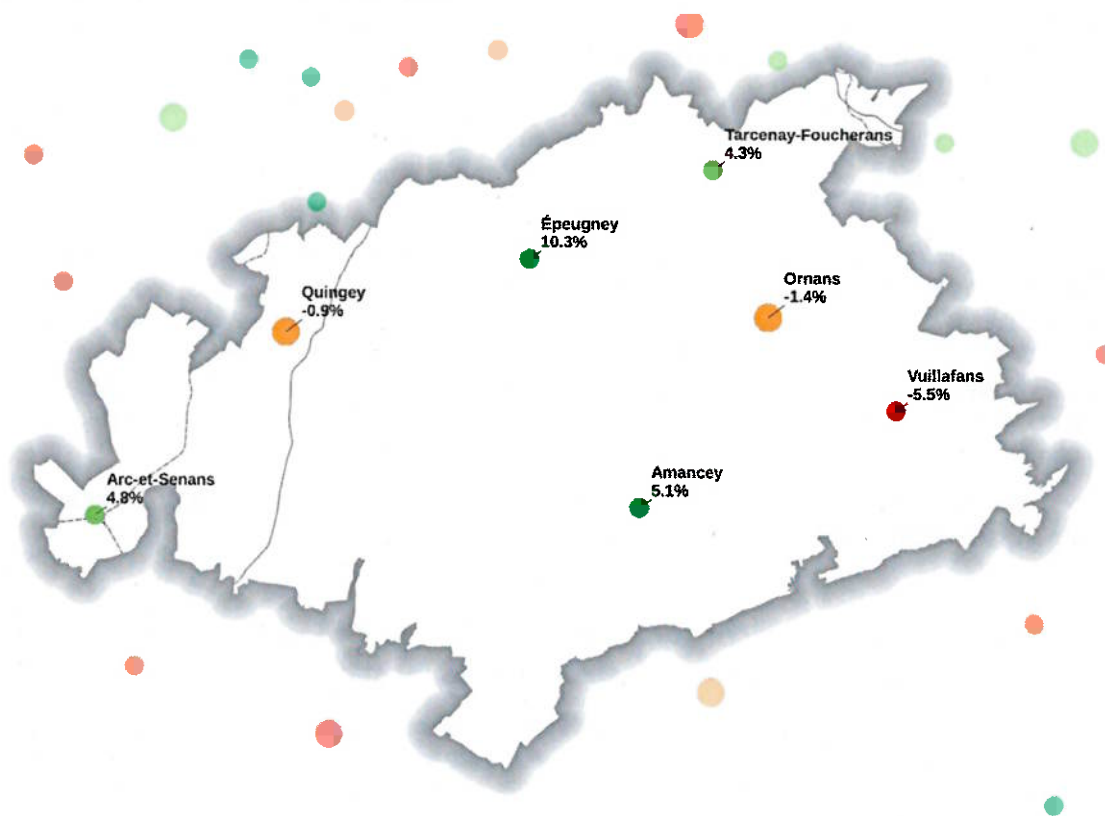 Tarcenay-Foucherans
4.3%
Épeugney
10.3%
Ornans
-1.4%
Quingey
-0.9%
Vuillafans
-5.5%
Amancey
5.1%
Arc-et-Senans
4.8%